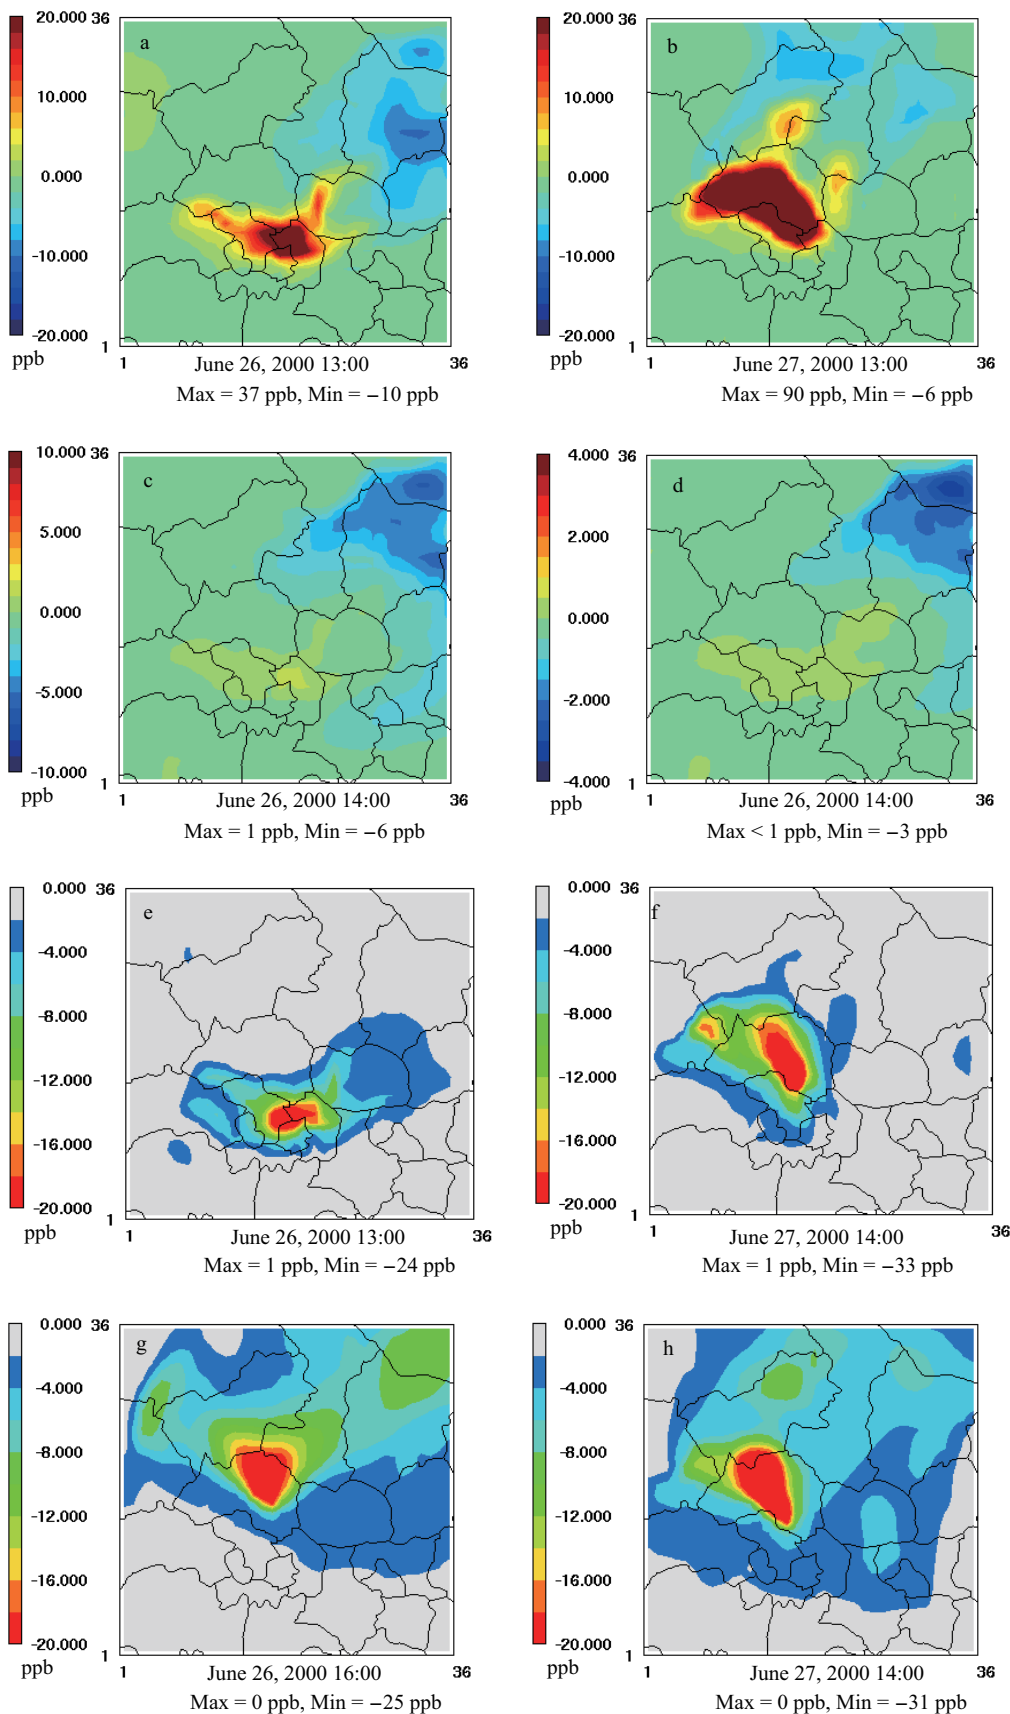 20.000
10.000
0.000
-10.000
-20.000
ppb
36
a
1
1
36
June 26, 2000 13:00
Max = 37 ppb, Min = −10 ppb
20.000
10.000
0.000
-10.000
-20.000
ppb
36
b
1
1
36
June 27, 2000 13:00
Max = 90 ppb, Min = −6 ppb
10.000
5.000
0.000
-5.000
-10.000
ppb
36
c
1
1
36
June 26, 2000 14:00
Max = 1 ppb, Min = −6 ppb
4.000
2.000
0.000
-2.000
-4.000
ppb
36
d
1
1
36
June 26, 2000 14:00
Max < 1 ppb, Min = −3 ppb
0.000
-4.000
-8.000
-12.000
-16.000
-20.000
ppb
36
e
1
1
36
June 26, 2000 13:00
Max = 1 ppb, Min = −24 ppb
0.000
-4.000
-8.000
-12.000
-16.000
-20.000
ppb
36
f
1
1
36
June 27, 2000 14:00
Max = 1 ppb, Min = −33 ppb
0.000
-4.000
-8.000
-12.000
-16.000
-20.000
ppb
36
g
1
1
36
June 26, 2000 16:00
Max = 0 ppb, Min = −25 ppb
0.000
-4.000
-8.000
-12.000
-16.000
-20.000
ppb
36
h
1
1
36
June 27, 2000 14:00
Max = 0 ppb, Min = −31 ppb